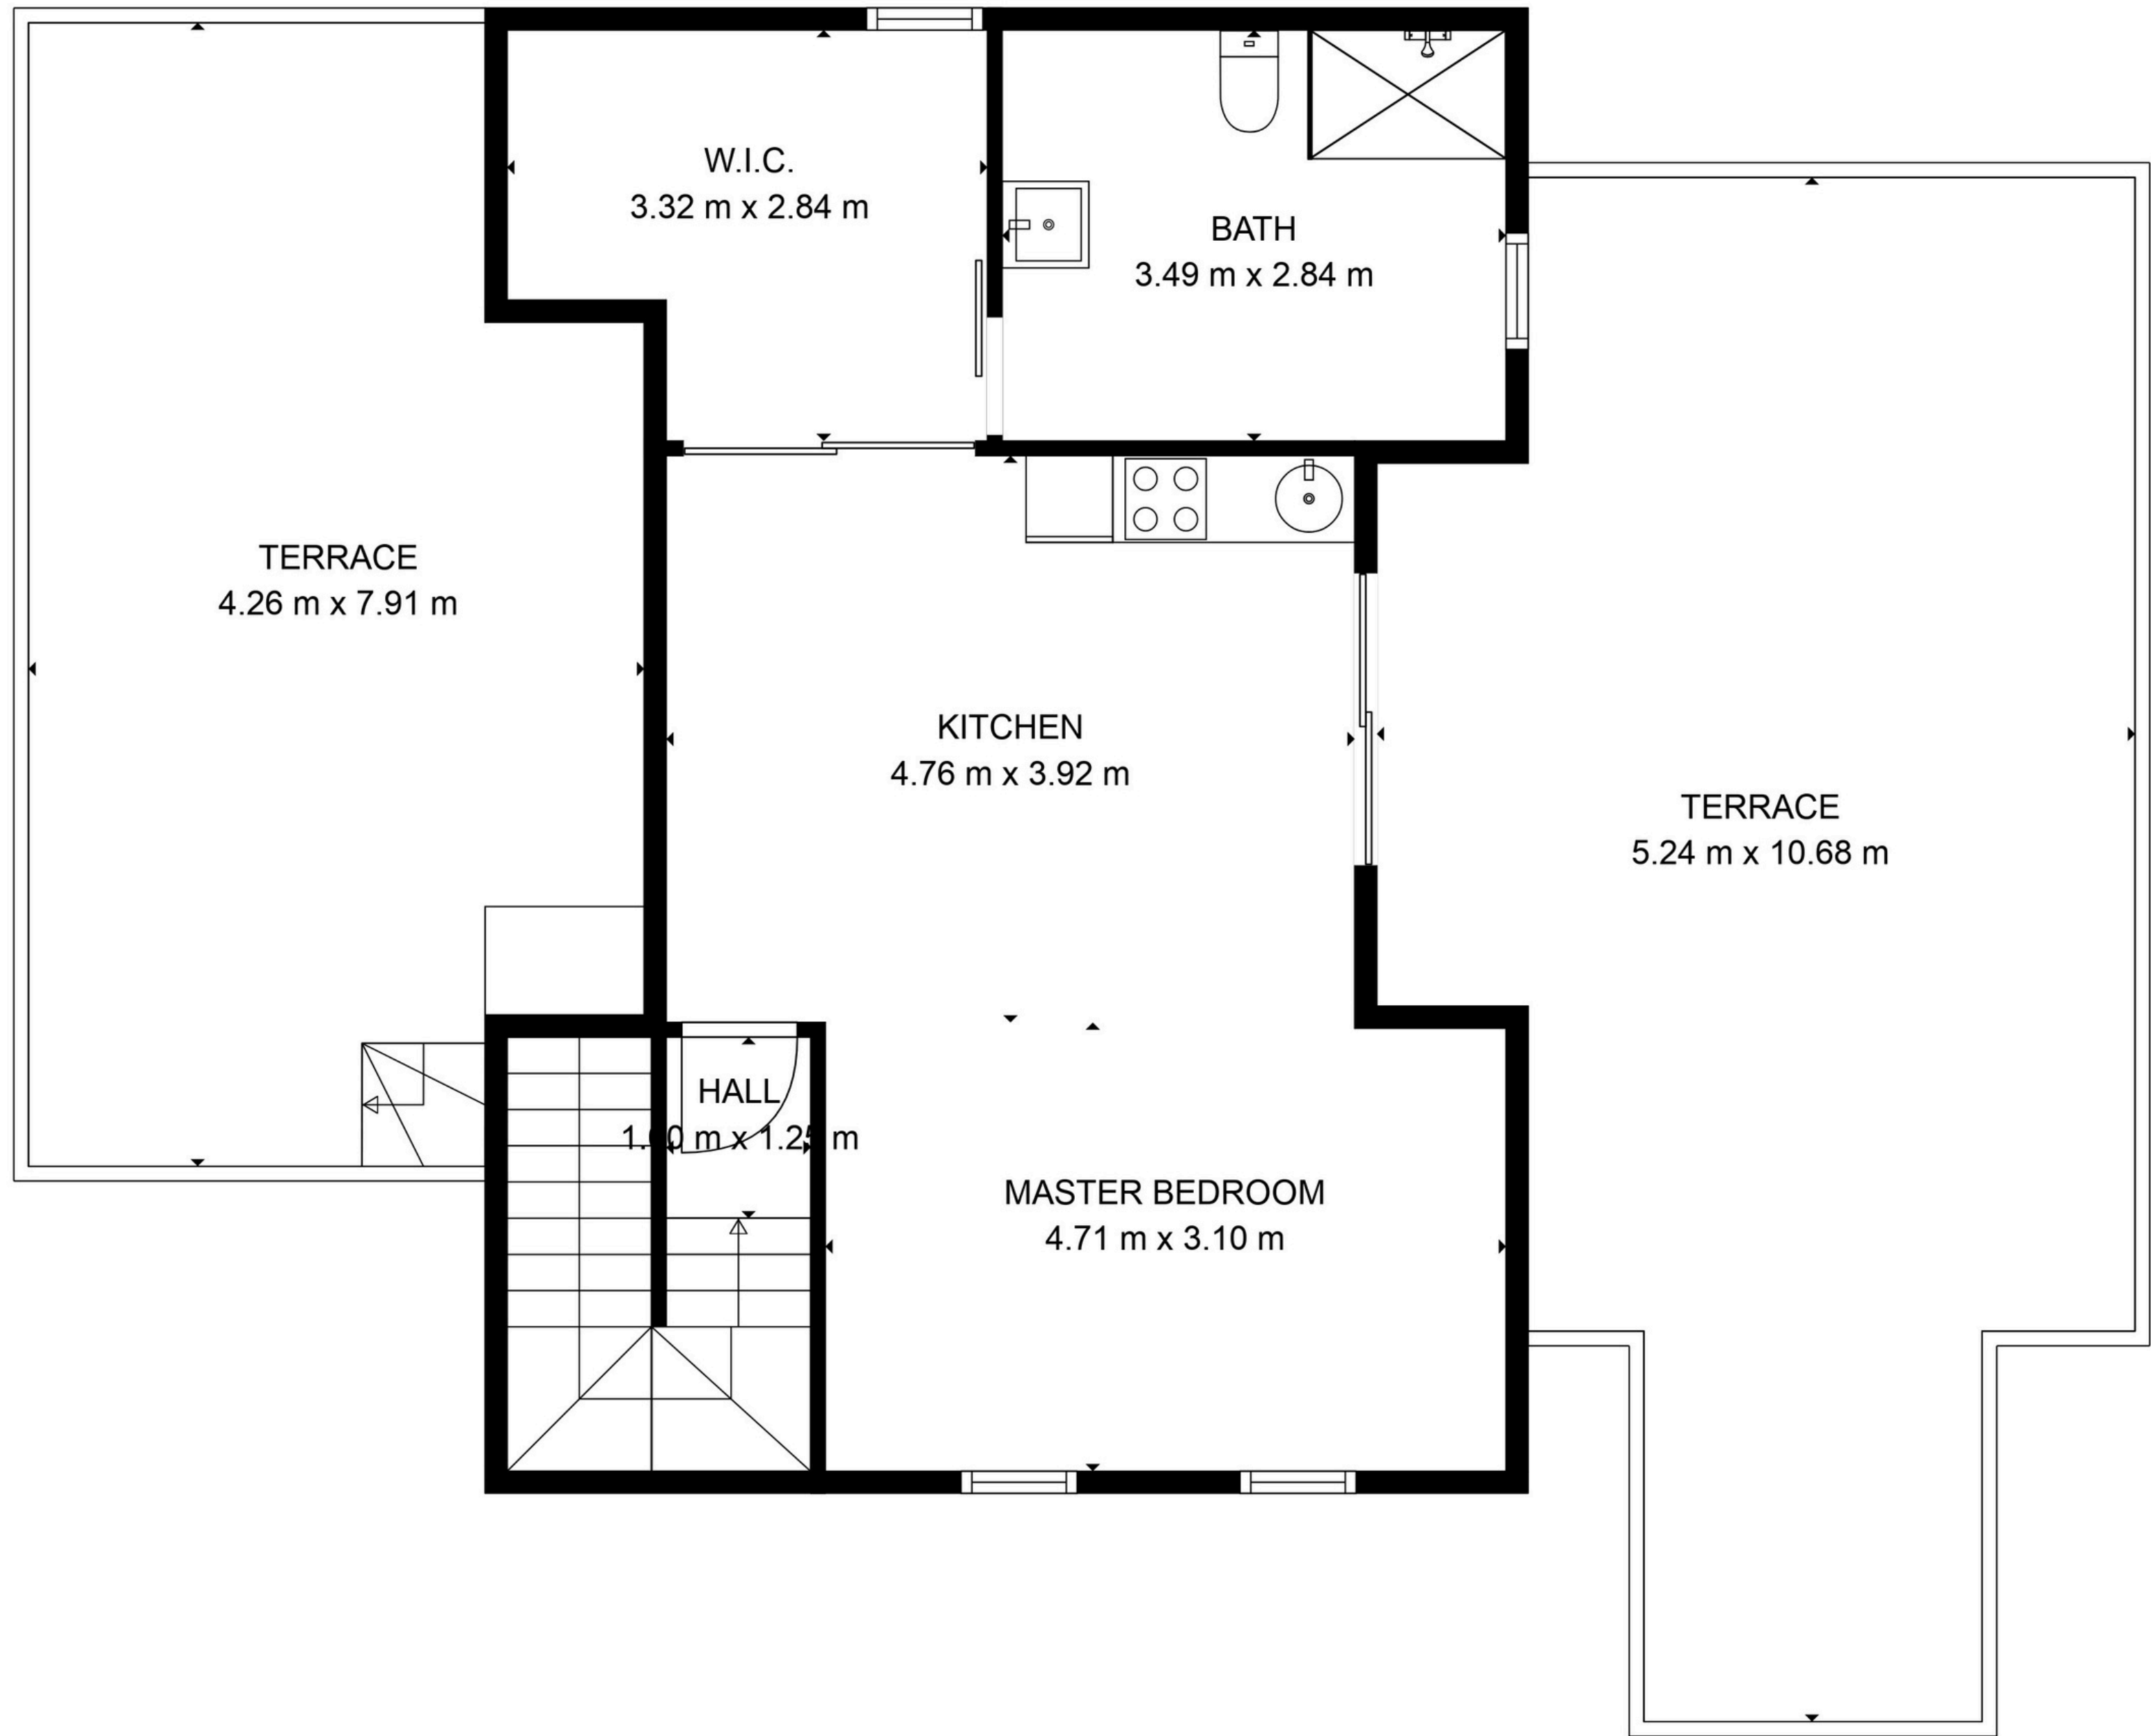 W.I.C.
3.32 m x 2.84 m
BATH
3.49 m x 2.84 m
TERRACE
4.26 m x 7.91 m
KITCHEN
4.76 m x 3.92 m
TERRACE
5.24 m x 10.68 m
HALL
m x m
MASTER BEDROOM
4.71 m x 3.10 m